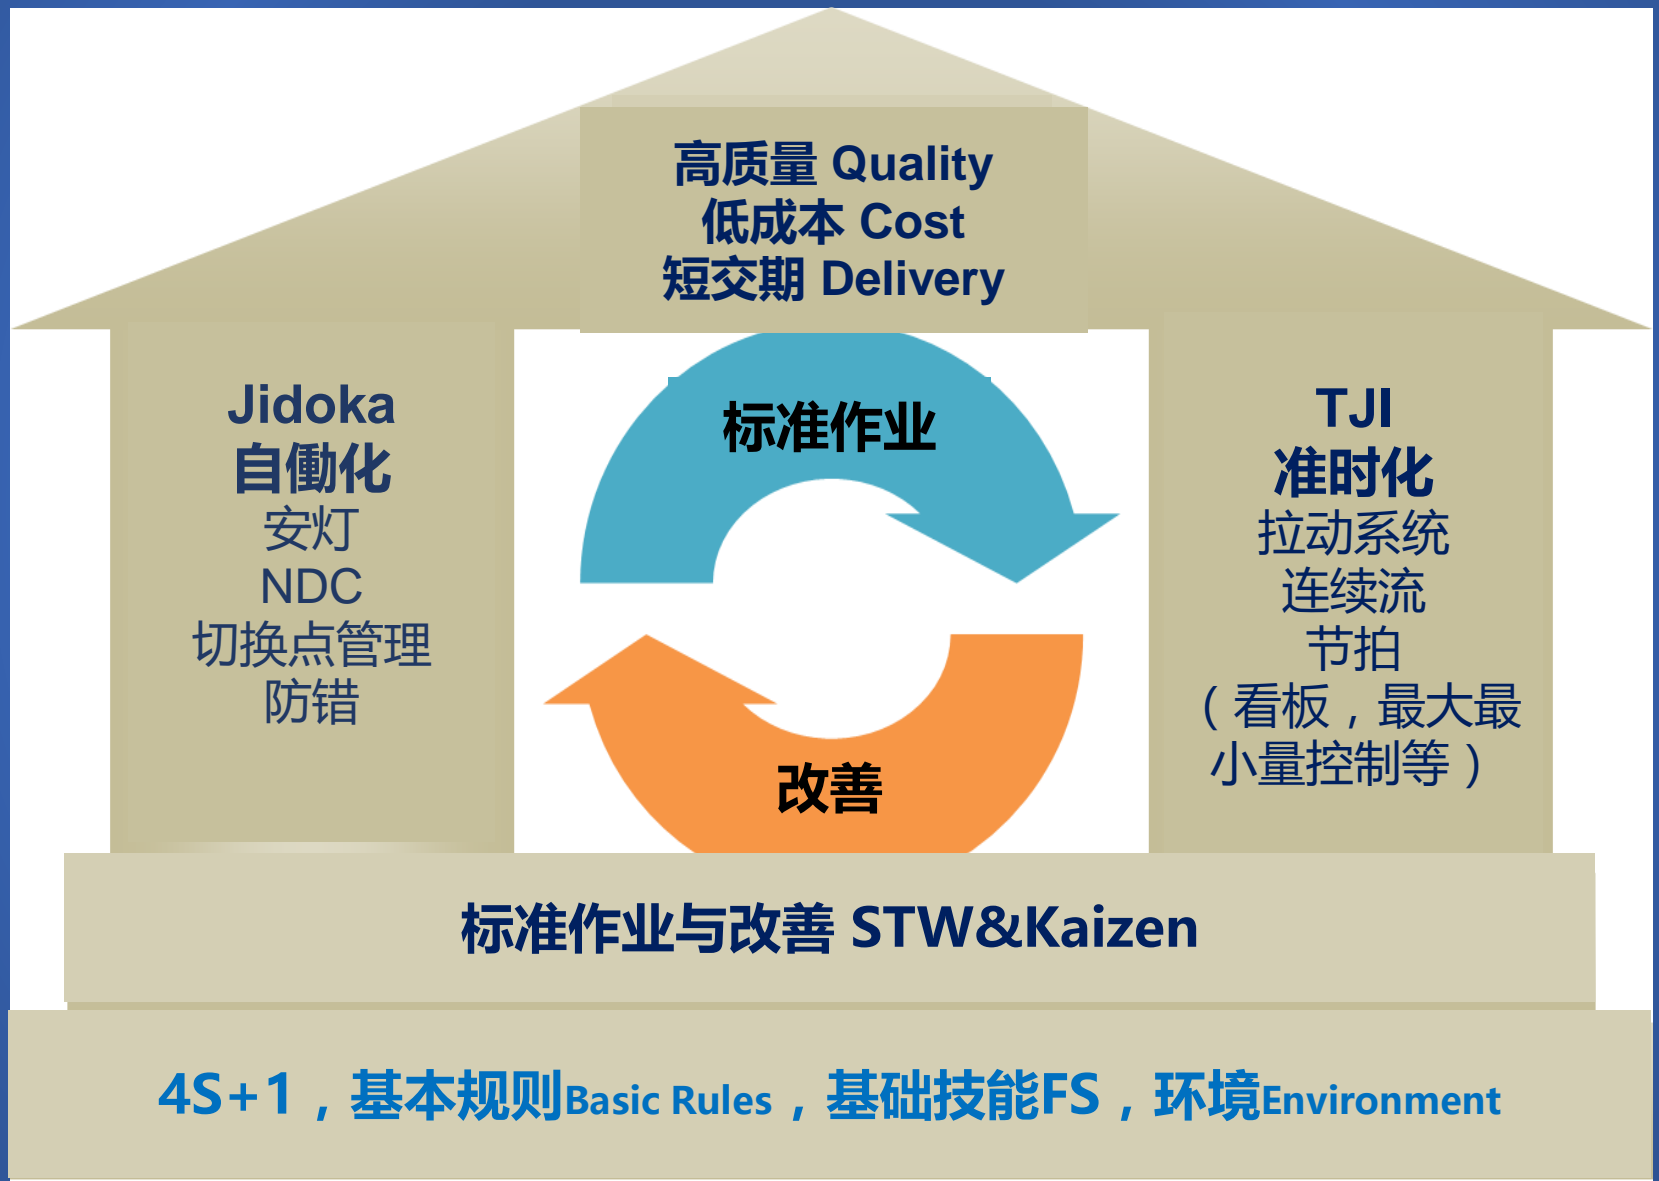 高质量 Quality
低成本 Cost
短交期 Delivery
Jidoka
自働化
安灯
NDC
切换点管理
防错
标准作业
改善
TJI
准时化
拉动系统
连续流
节拍
（看板，最大最
小量控制等）
标准作业与改善 STW&Kaizen
4S+1，基本规则Basic Rules，基础技能FS，环境Environment